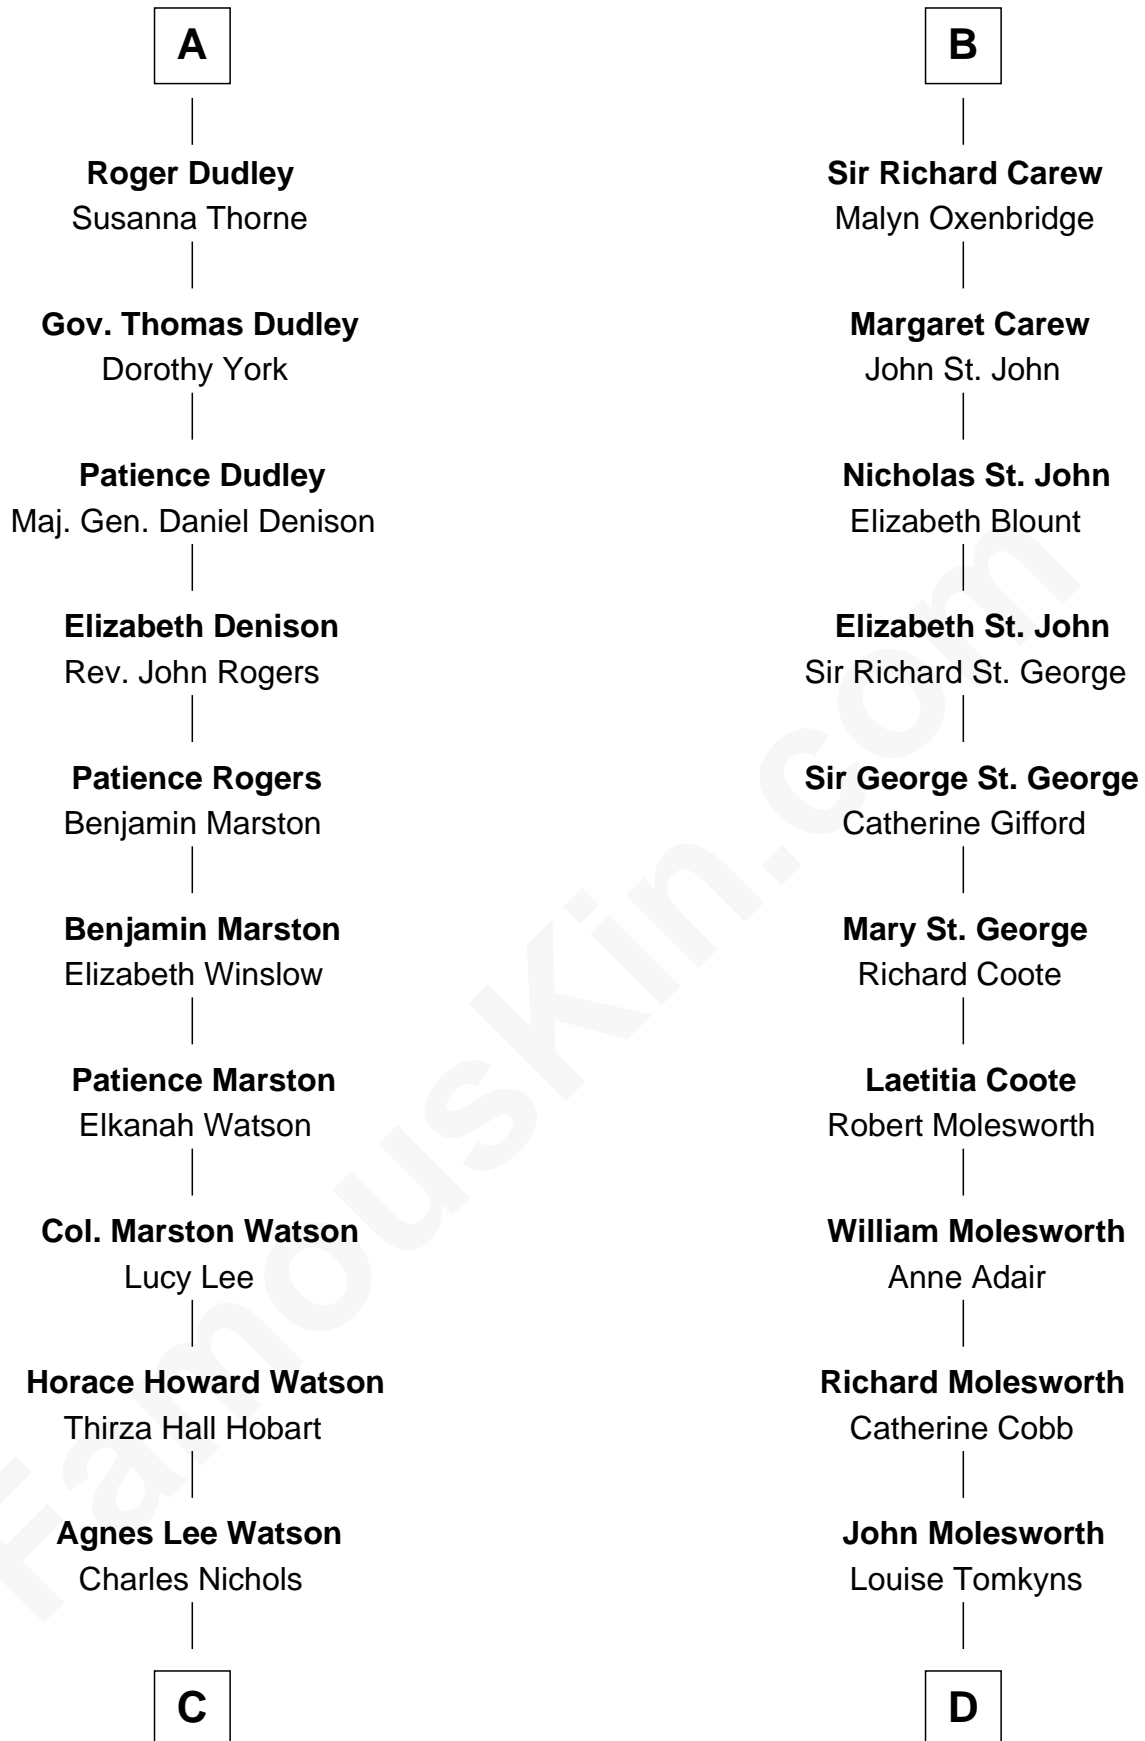 A
Roger Dudley
Susanna Thorne
Gov. Thomas Dudley
Dorothy York
Patience Dudley
Maj. Gen. Daniel Denison
Elizabeth Denison
Rev. John Rogers
Patience Rogers
Benjamin Marston
Benjamin Marston
Elizabeth Winslow
Patience Marston
Elkanah Watson
Col. Marston Watson
Lucy Lee
Horace Howard Watson
Thirza Hall Hobart
Agnes Lee Watson
Charles Nichols
C
B
Sir Richard Carew
Malyn Oxenbridge
Margaret Carew
John St. John
Nicholas St. John
Elizabeth Blount
Elizabeth St. John
Sir Richard St. George
Sir George St. George
Catherine Gifford
Mary St. George
Richard Coote
Laetitia Coote
Robert Molesworth
William Molesworth
Anne Adair
Richard Molesworth
Catherine Cobb
John Molesworth
Louise Tomkyns
D
FamousKin.com